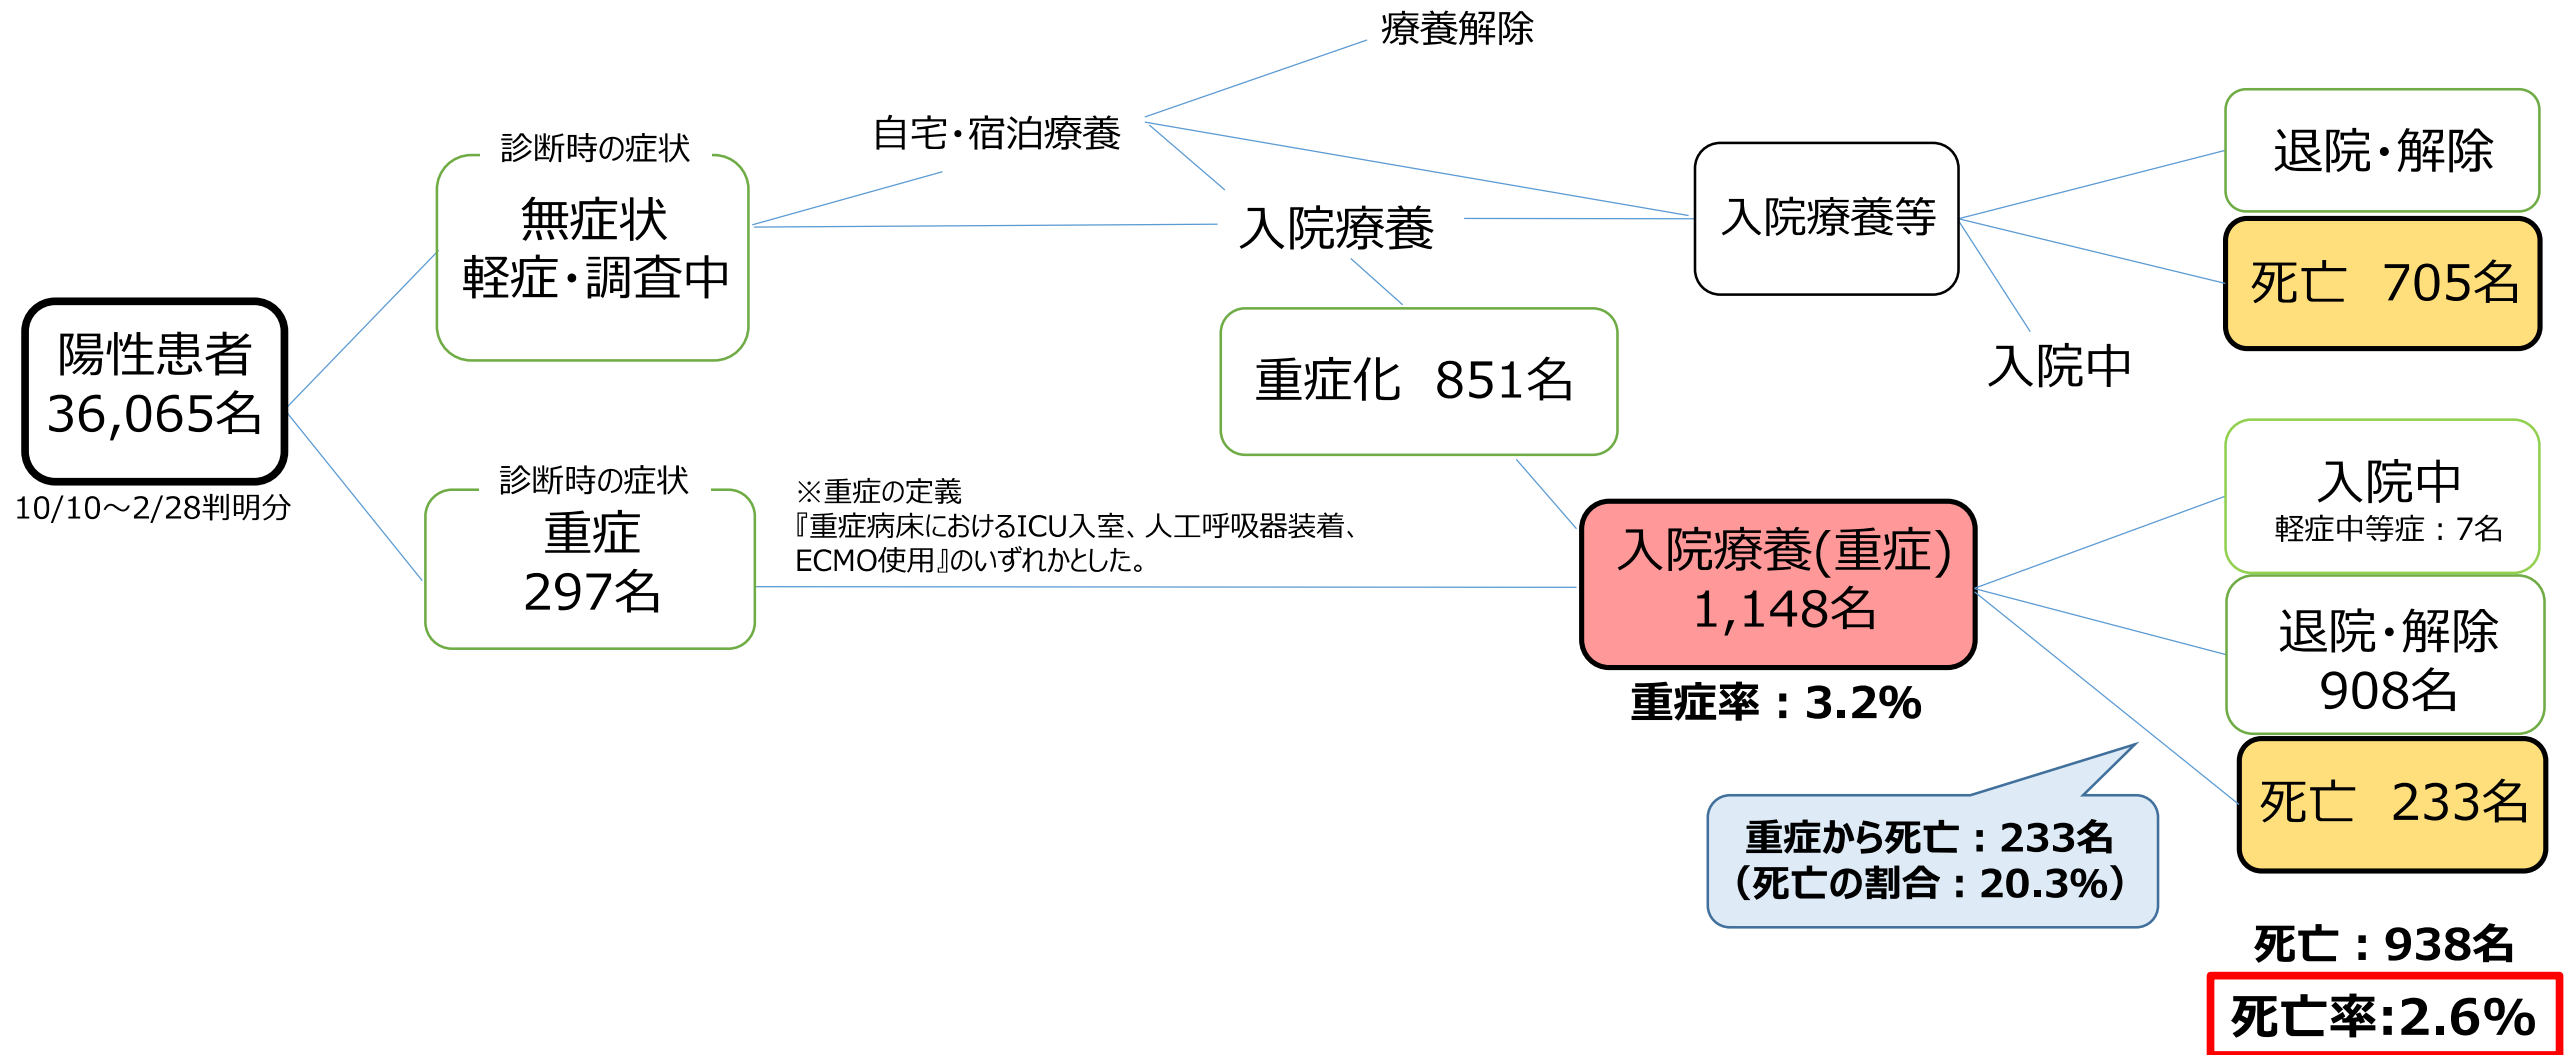 療養解除
自宅・宿泊療養
診断時の症状
無症状
軽症・調査中
入院療養
入院療養等
退院・解除
死亡 705名
入院中
陽性患者
36,065名
10/10～2/28判明分
重症化 851名
診断時の症状
重症
297名
※重症の定義
『重症病床におけるICU入室、人工呼吸器装着、
ECMO使用』のいずれかとした。
入院療養(重症)
1,148名
重症率：3.2%
入院中
軽症中等症：7名
退院・解除
908名
死亡 233名
重症から死亡：233名
（死亡の割合：20.3%）
死亡：938名
死亡率:2.6%